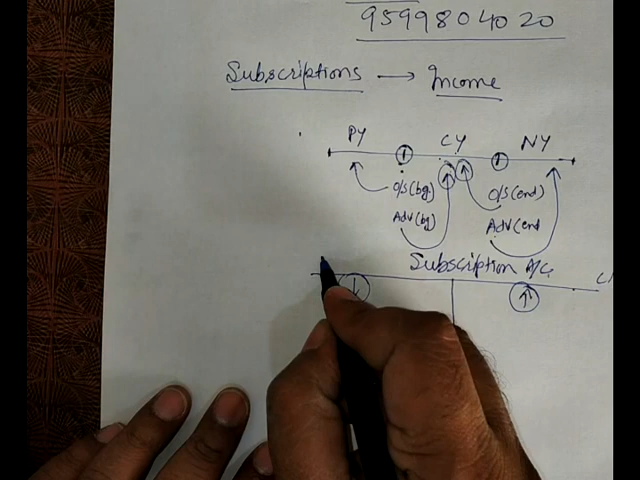 9599804020
Subscriptions → Income
PY CY NY
O/S (bg) O/S (end)
Adv (bg) Adv (end
Subscription A/c